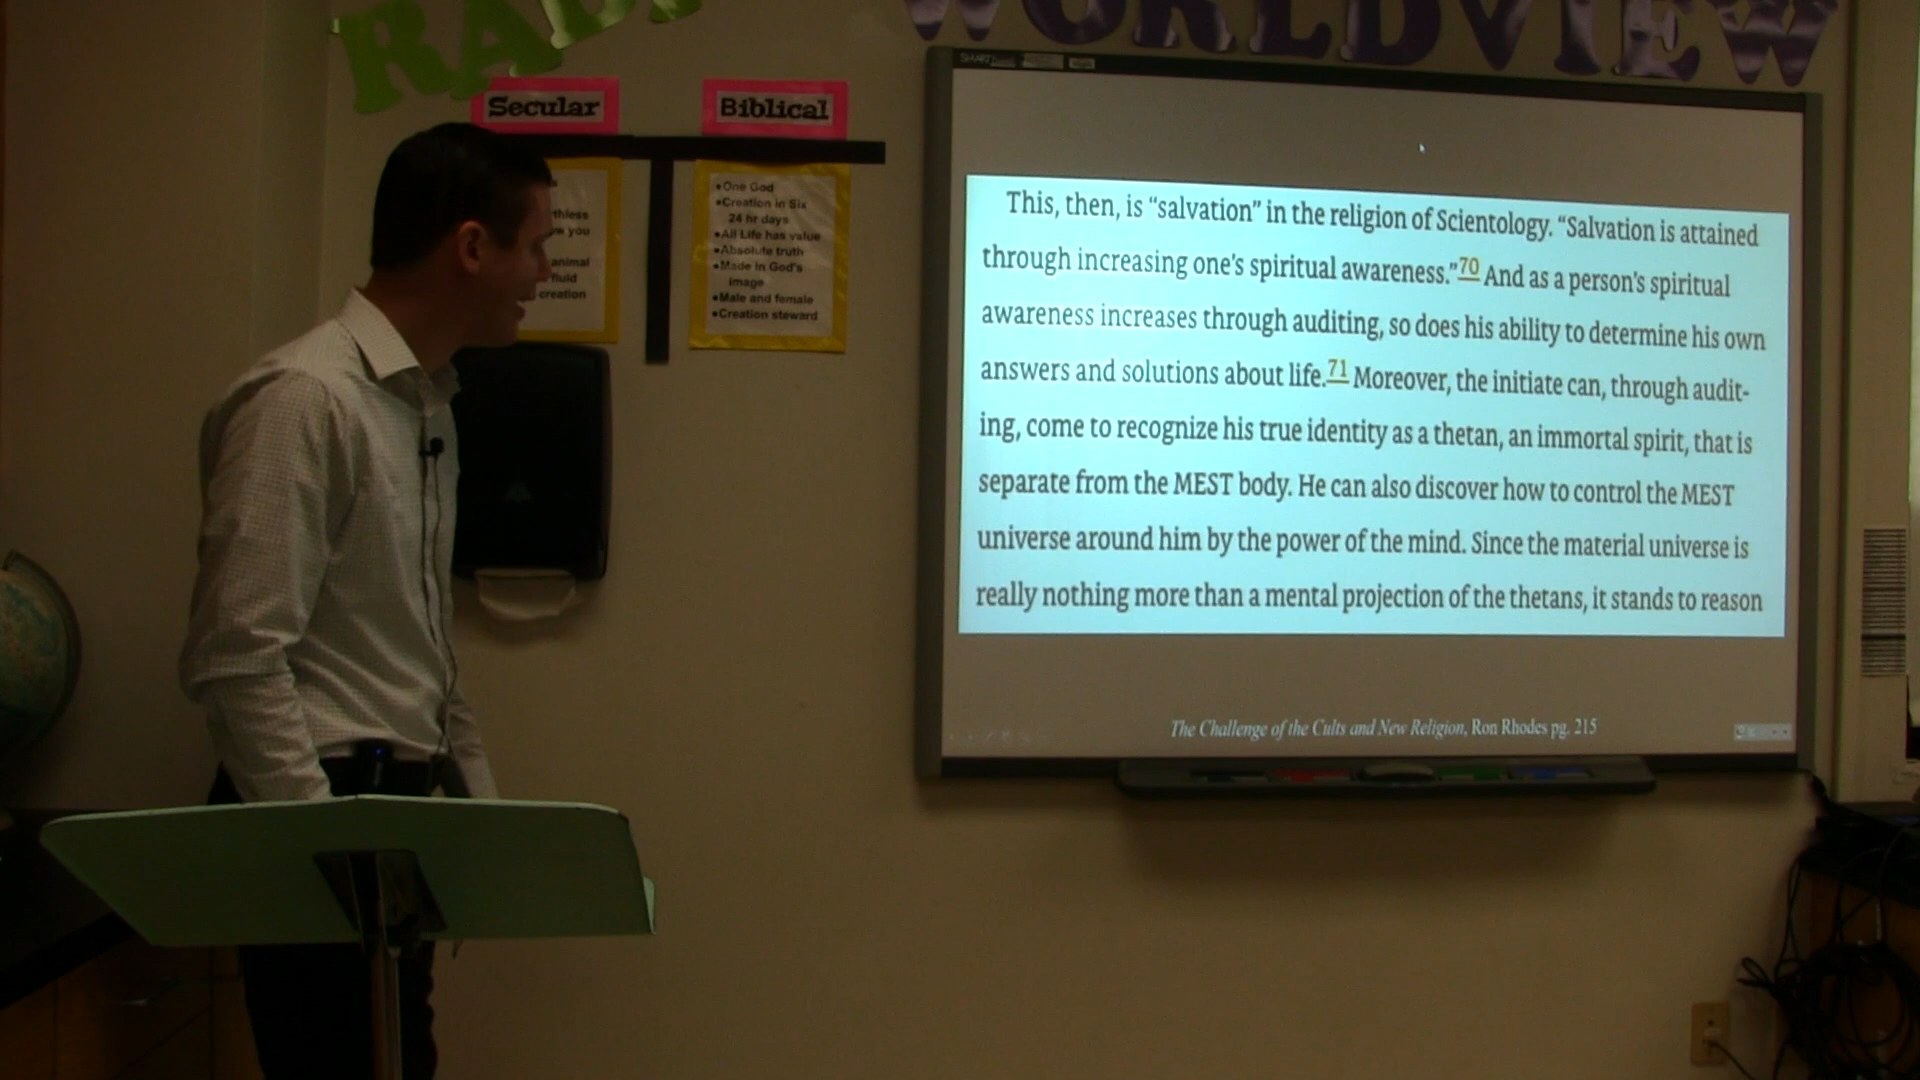 RAD
WORLDVIEW
SMART
Secular
Biblical
thless
you
animal
fluid
creation
•One God
•Creation in Six
24 hr days
•All Life has value
•Absolute truth
•Made in God's
image
•Male and female
•Creation steward
This, then, is “salvation” in the religion of Scientology. “Salvation is attained
through increasing one’s spiritual awareness.”70 And as a person’s spiritual
awareness increases through auditing, so does his ability to determine his own
answers and solutions about life.71 Moreover, the initiate can, through audit-
ing, come to recognize his true identity as a thetan, an immortal spirit, that is
separate from the MEST body. He can also discover how to control the MEST
universe around him by the power of the mind. Since the material universe is
really nothing more than a mental projection of the thetans, it stands to reason
The Challenge of the Cults and New Religion, Ron Rhodes pg. 215